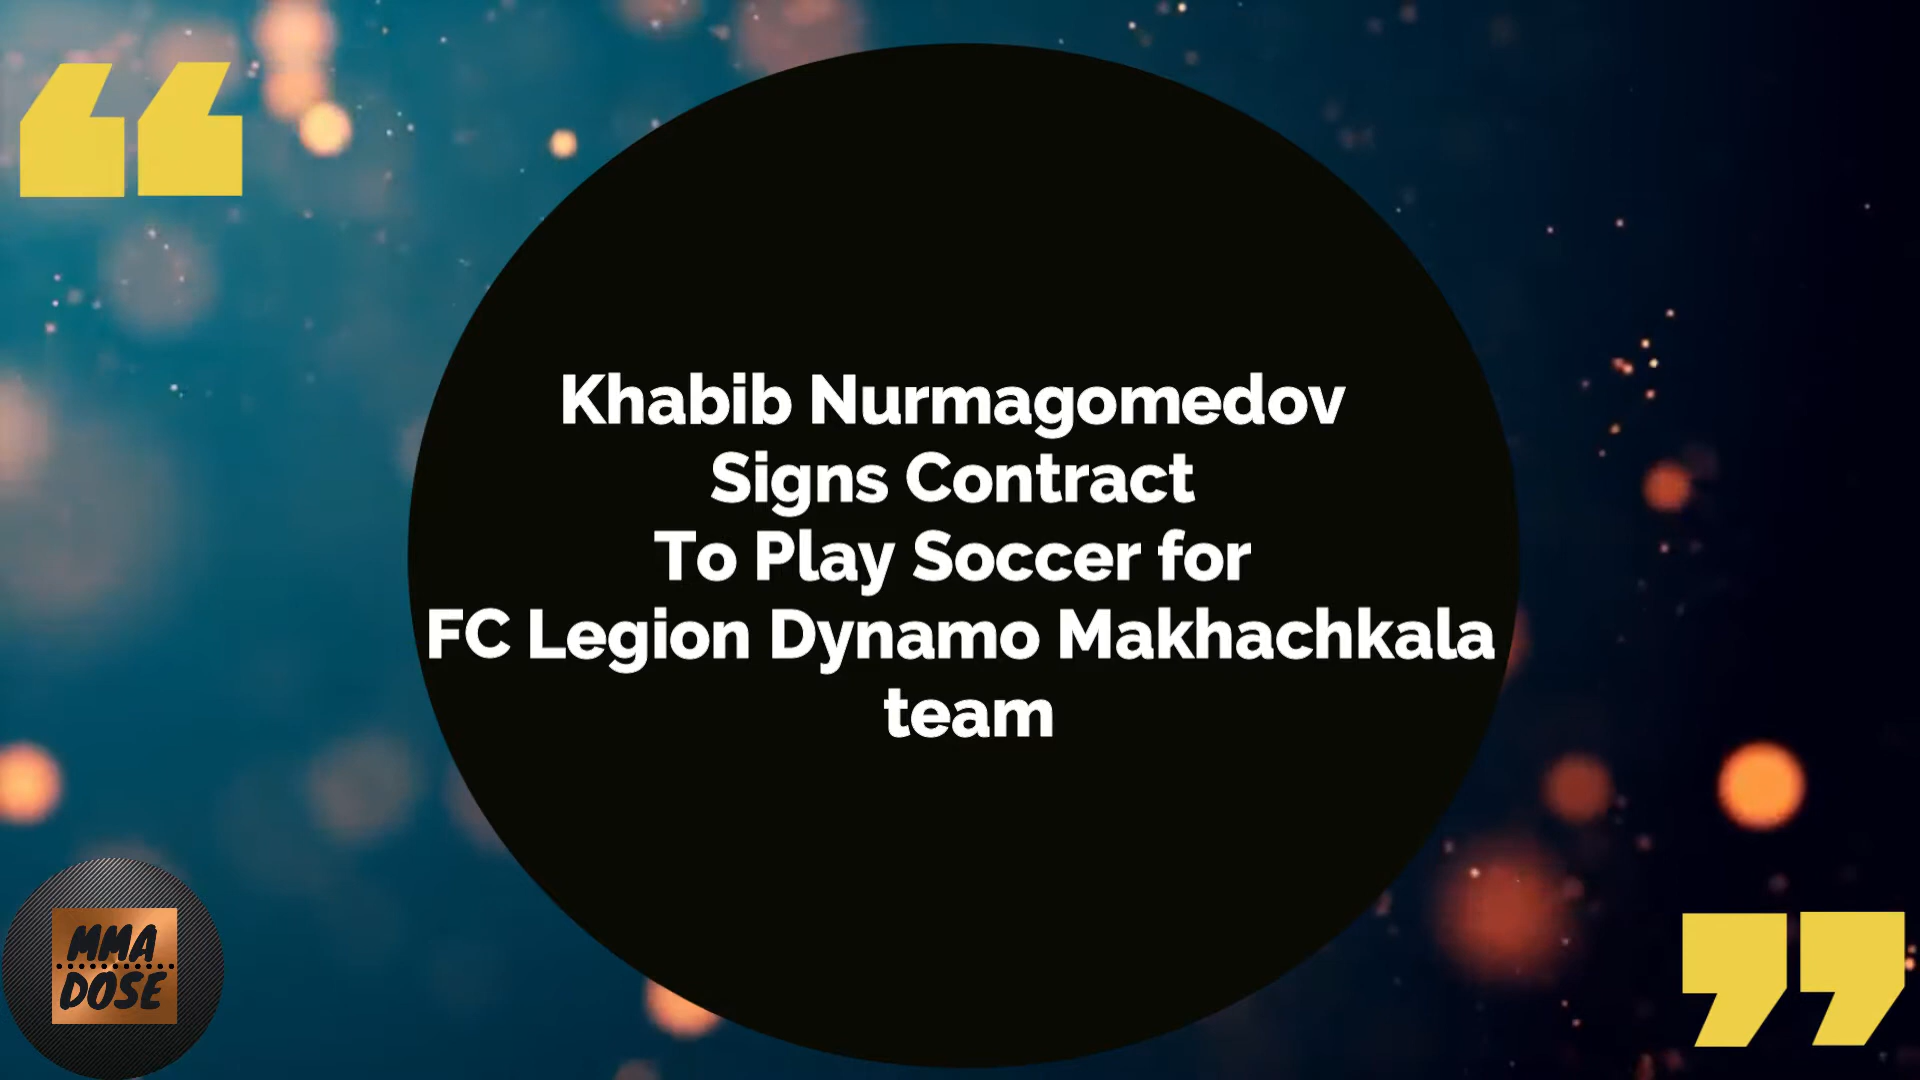 Khabib Nurmagomedov
Signs Contract
To Play Soccer for
FC Legion Dynamo Makhachkala
team
MMA
DOSE